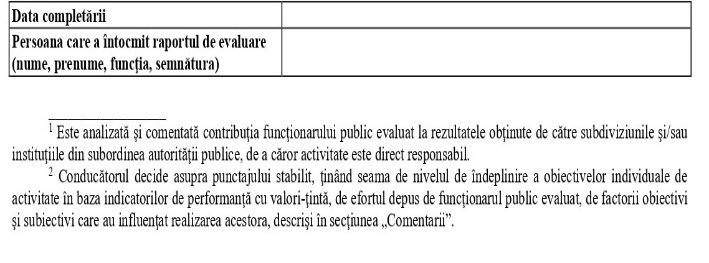 Data completării
Persoana care a întocmit raportul de evaluare
(nume, prenume, funcția, semnătura)
1 Este analizată și comentată contribuția funcționarului public evaluat la rezultatele obținute de către subdiviziunile și/sau
instituțiile din subordinea autorității publice, de a căror activitate este direct responsabil.
2 Conducătorul decide asupra punctajului stabilit, ținând seama de nivelul de îndeplinire a obiectivelor individuale de
activitate în baza indicatorilor de performanță cu valori-țintă, de efortul depus de funcționarul public evaluat, de factorii obiectivi
și subiectivi care au influențat realizarea acestora, descriși în secțiunea „Comentarii”.